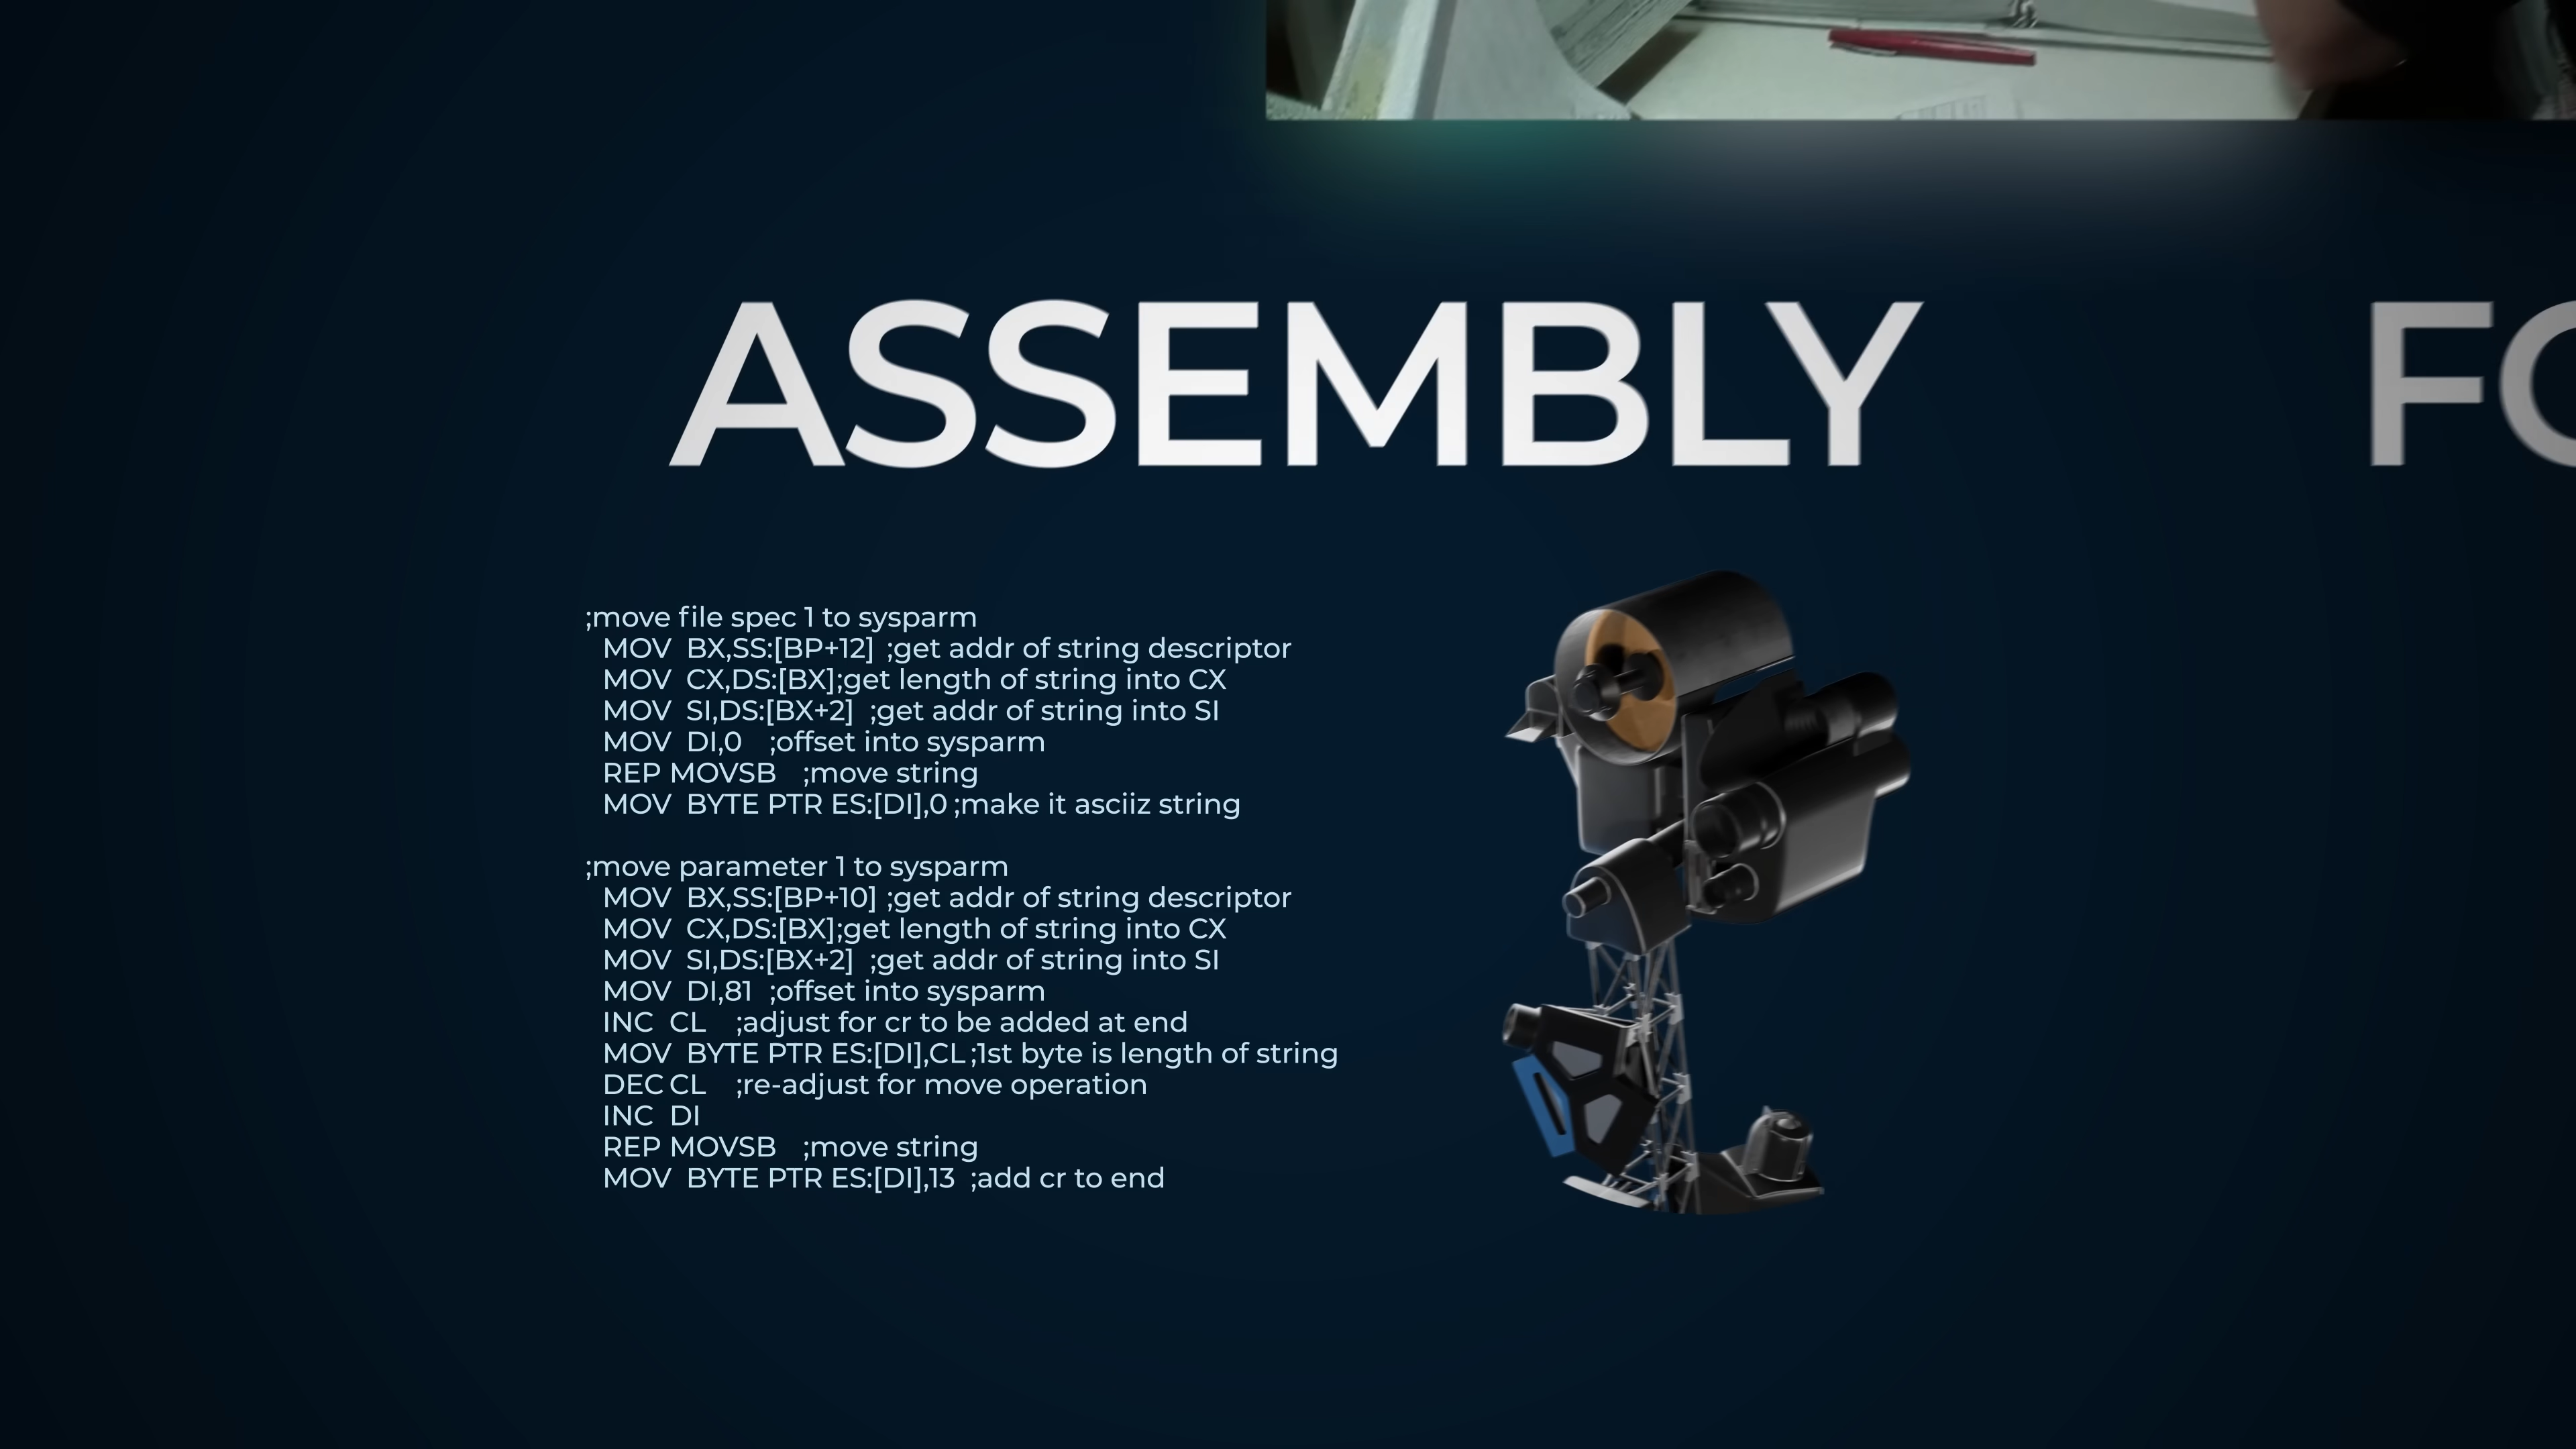 ASSEMBLY
FO
;move file spec 1 to sysparm
MOV BX,SS:[BP+12] ;get addr of string descriptor
MOV CX,DS:[BX];get length of string into CX
MOV SI,DS:[BX+2] ;get addr of string into SI
MOV DI,0 ;offset into sysparm
REP MOVSB ;move string
MOV BYTE PTR ES:[DI],0 ;make it asciiz string
;move parameter 1 to sysparm
MOV BX,SS:[BP+10] ;get addr of string descriptor
MOV CX,DS:[BX];get length of string into CX
MOV SI,DS:[BX+2] ;get addr of string into SI
MOV DI,81 ;offset into sysparm
INC CL ;adjust for cr to be added at end
MOV BYTE PTR ES:[DI],CL ;1st byte is length of string
DEC CL ;re-adjust for move operation
INC DI
REP MOVSB ;move string
MOV BYTE PTR ES:[DI],13 ;add cr to end